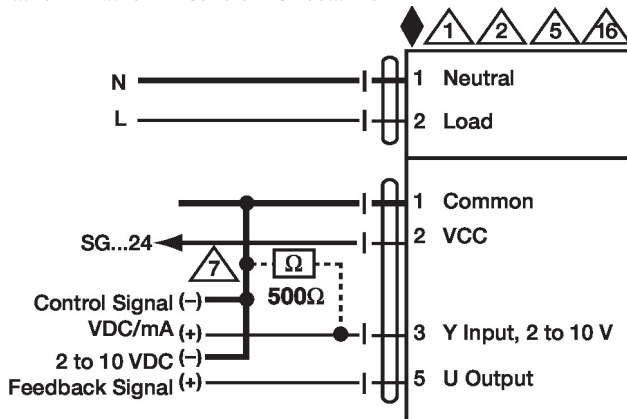 1 2 5 16
N 1 Neutral
L 2 Load
1 Common
SG...24 2 VCC
7 Ω
500Ω
Control Signal (–)
VDC/mA (+) 3 Y Input, 2 to 10 V
2 to 10 VDC (–)
Feedback Signal (+) 5 U Output